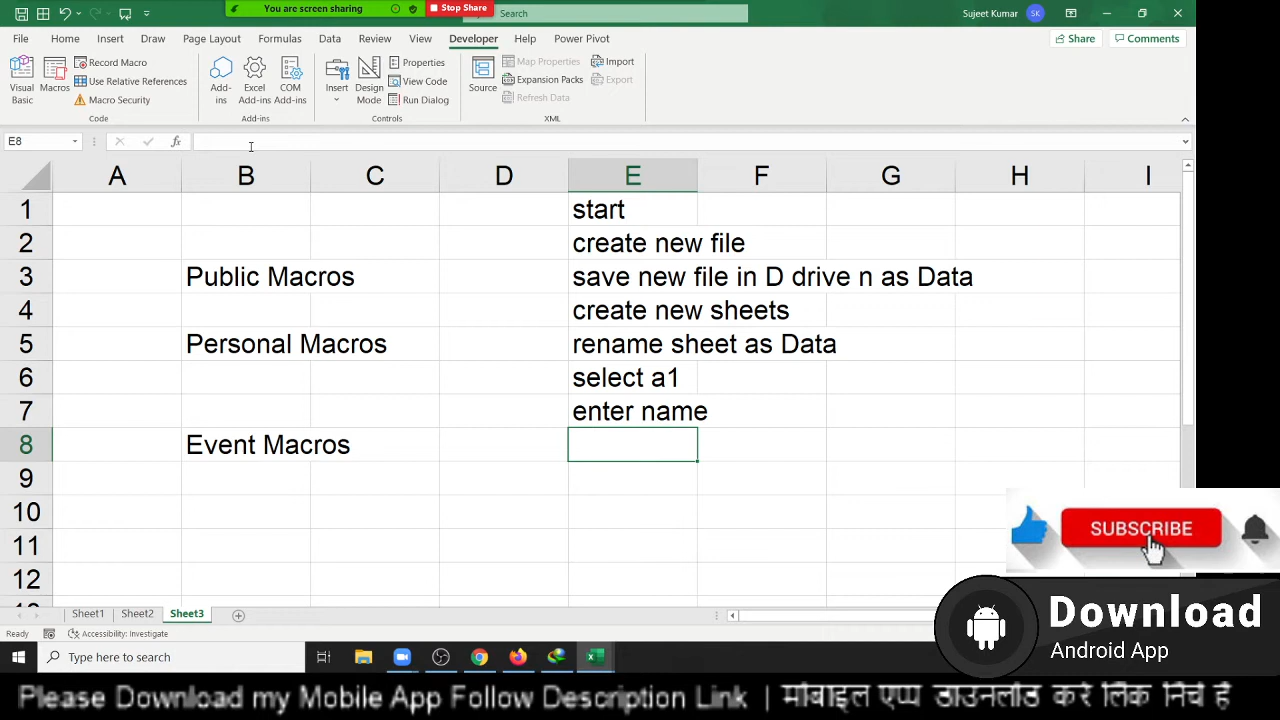 You are screen sharing
Stop Share
Search
Sujeet Kumar
SK
File
Home
Insert
Draw
Page Layout
Formulas
Data
Review
View
Developer
Help
Power Pivot
Share
Comments
Visual Basic
Macros
Record Macro
Use Relative References
Macro Security
Code
Add-ins
Excel Add-ins
COM Add-ins
Add-ins
Insert
Design Mode
Properties
View Code
Run Dialog
Controls
Source
Map Properties
Expansion Packs
Refresh Data
Import
Export
XML
E8
fx
A B C D E F G H I
1 start
2 create new file
3 Public Macros save new file in D drive n as Data
4 create new sheets
5 Personal Macros rename sheet as Data
6 select a1
7 enter name
8 Event Macros
9
10
11
12
SUBSCRIBE
Sheet1 Sheet2 Sheet3
Ready
Accessibility: Investigate
Download
Android App
Type here to search
Please Download my Mobile App Follow Description Link | मोबाइल एप्प डाउनलोड करे लिंक निचे है